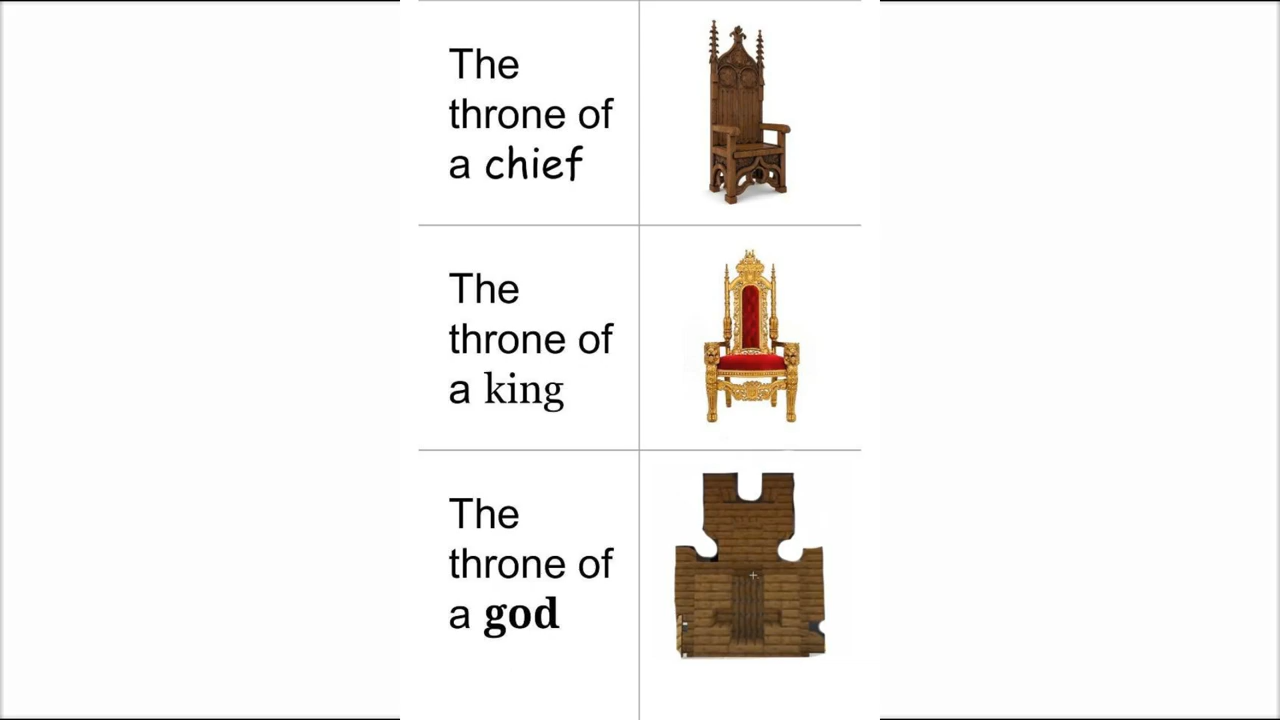 The
throne of
a chief
The
throne of
a king
The
throne of
a god